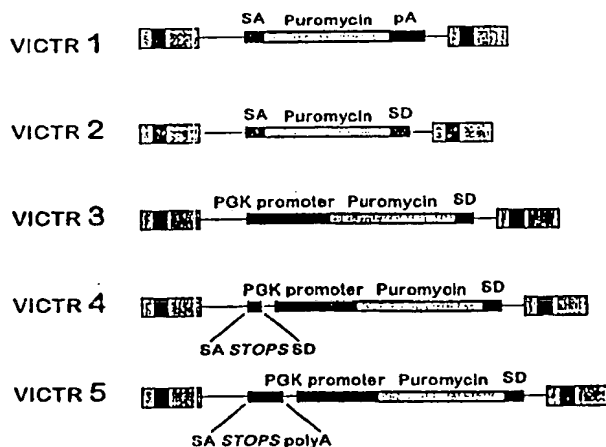 SA Puromycin pA
VICTR 1
SA Puromycin SD
VICTR 2
PGK promoter Puromycin SD
VICTR 3
PGK promoter Puromycin SD
VICTR 4
SA STOPS SD
PGK promoter Puromycin SD
VICTR 5
SA STOPS polyA